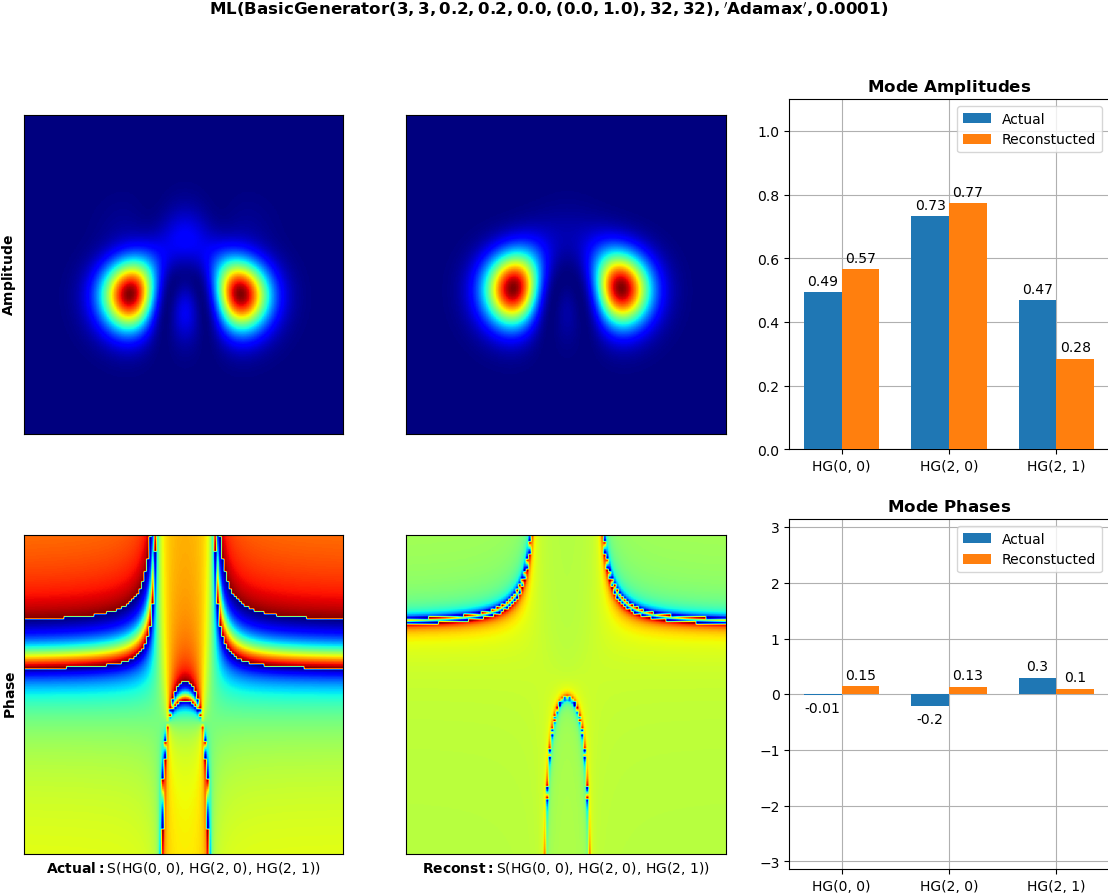 ML(BasicGenerator(3, 3, 0.2, 0.2, 0.0, (0.0, 1.0), 32, 32), ′Adamax′, 0.0001)
Amplitude
Mode Amplitudes
Actual
Reconstucted
1.0
0.8
0.6
0.4
0.2
0.0
0.49
0.57
0.73
0.77
0.47
0.28
HG(0, 0)
HG(2, 0)
HG(2, 1)
Phase
Actual: S(HG(0, 0), HG(2, 0), HG(2, 1))
Reconst: S(HG(0, 0), HG(2, 0), HG(2, 1))
Mode Phases
Actual
Reconstucted
3
2
1
0
−1
−2
−3
-0.01
0.15
-0.2
0.13
0.3
0.1
HG(0, 0)
HG(2, 0)
HG(2, 1)